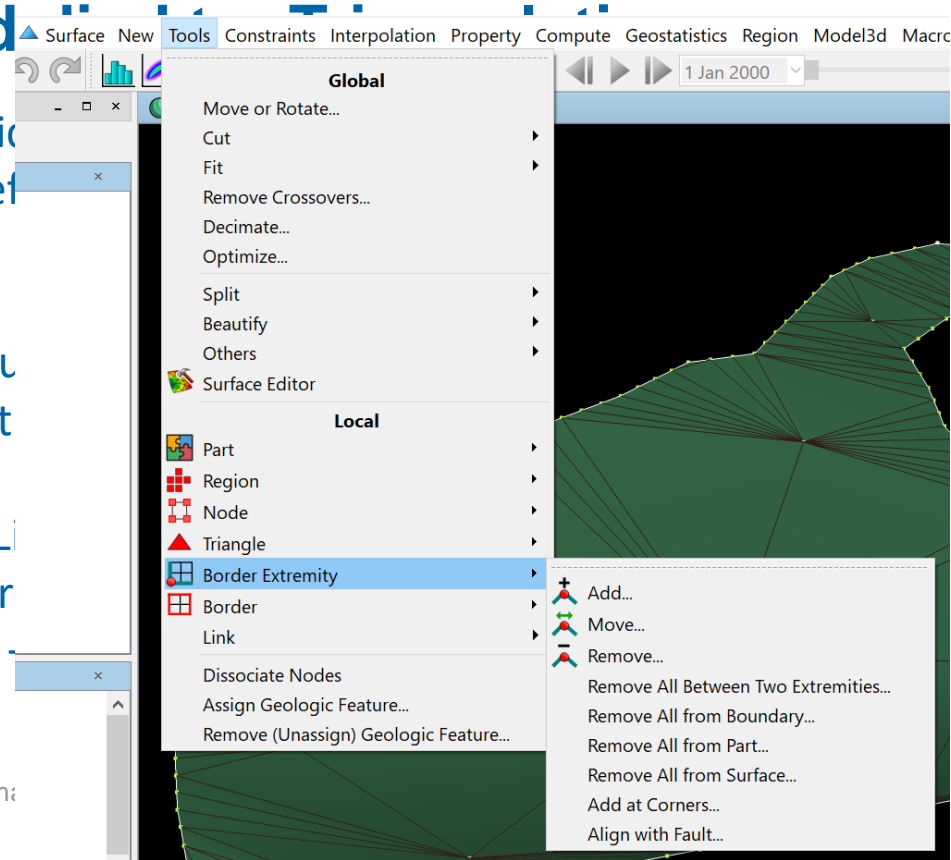 Surface New Tools Constraints Interpolation Property Compute Geostatistics Region Model3d Macro
1 Jan 2000
Global
Move or Rotate...
Cut
Fit
Remove Crossovers...
Decimate...
Optimize...
Split
Beautify
Others
Surface Editor
Local
Part
Region
Node
Triangle
Border Extremity
Border
Link
Dissociate Nodes
Assign Geologic Feature...
Remove (Unassign) Geologic Feature...
Add...
Move...
Remove...
Remove All Between Two Extremities...
Remove All from Boundary...
Remove All from Part...
Remove All from Surface...
Add at Corners...
Align with Fault...